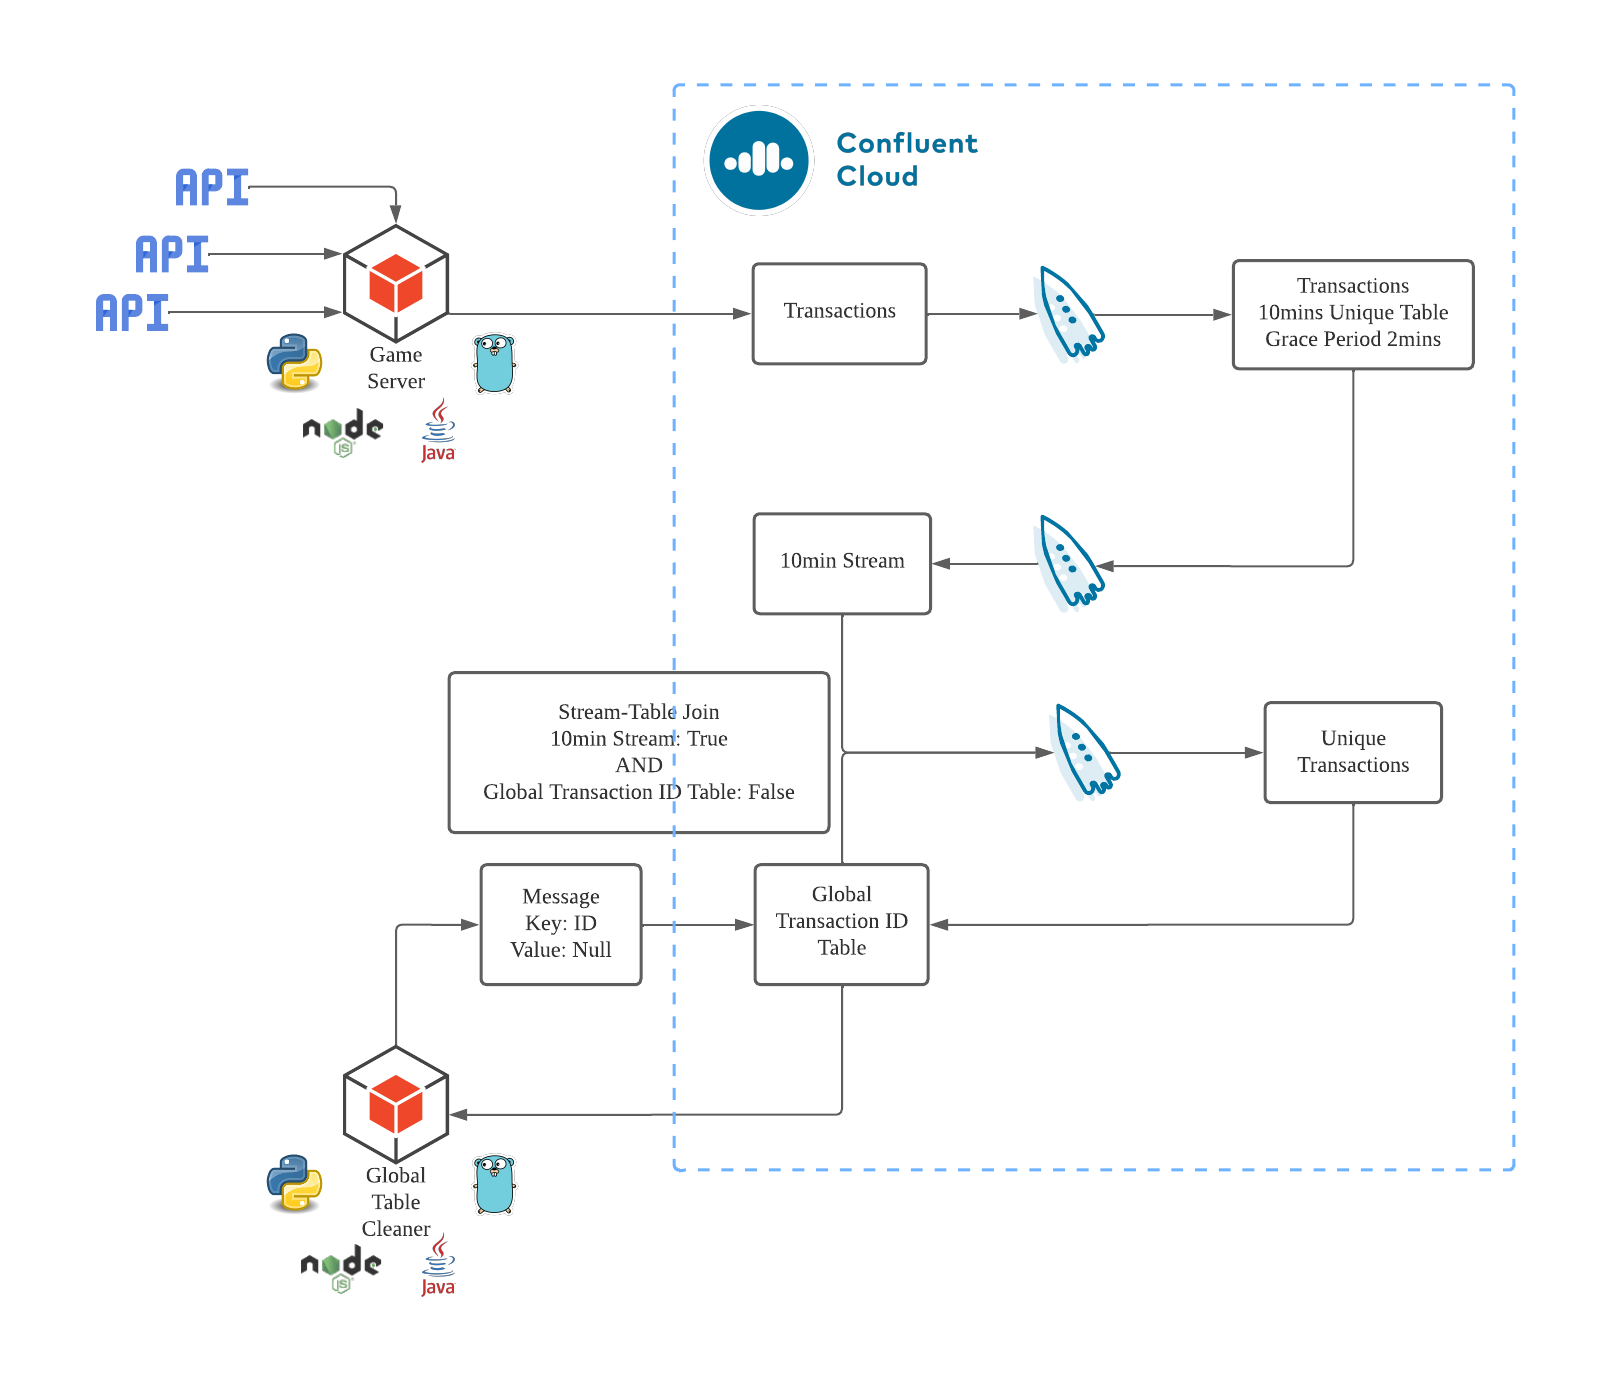 Confluent
Cloud
API
API
API
Game
Server
node
JS
Java
Transactions
Transactions
10mins Unique Table
Grace Period 2mins
10min Stream
Stream-Table Join
10min Stream: True
AND
Global Transaction ID Table: False
Unique
Transactions
Message
Key: ID
Value: Null
Global
Transaction ID
Table
Global
Table
Cleaner
node
JS
Java